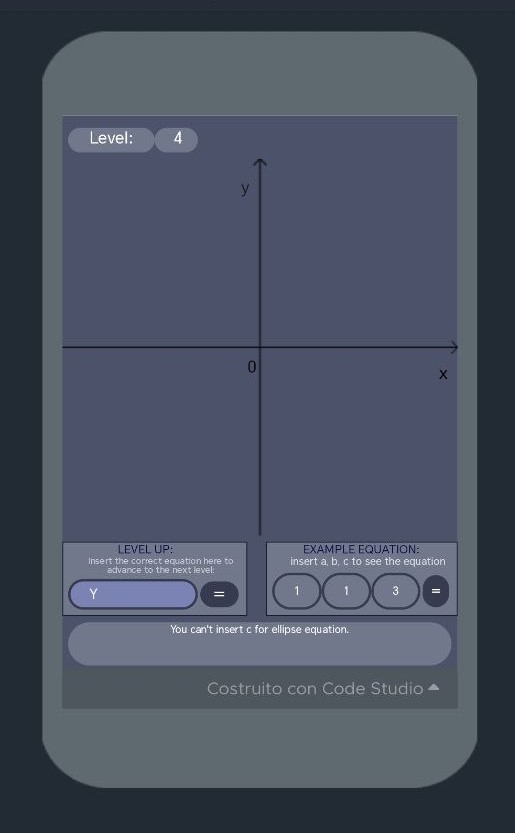 Level: 4
y
0
x
LEVEL UP:
Insert the correct equation here to
advance to the next level:
Y =
EXAMPLE EQUATION:
insert a, b, c to see the equation
1 1 3 =
You can't insert c for ellipse equation.
Costruito con Code Studio